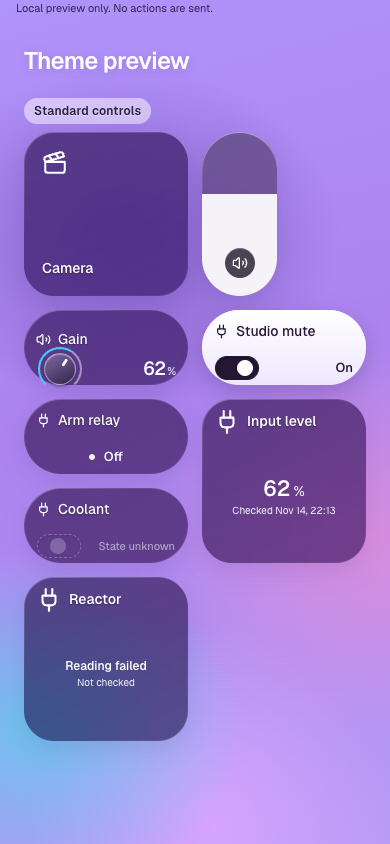 Local preview only. No actions are sent.
Theme preview
Standard controls
Camera
Gain
62%
Studio mute
On
Arm relay
Off
Input level
62 %
Checked Nov 14, 22:13
Coolant
State unknown
Reactor
Reading failed
Not checked